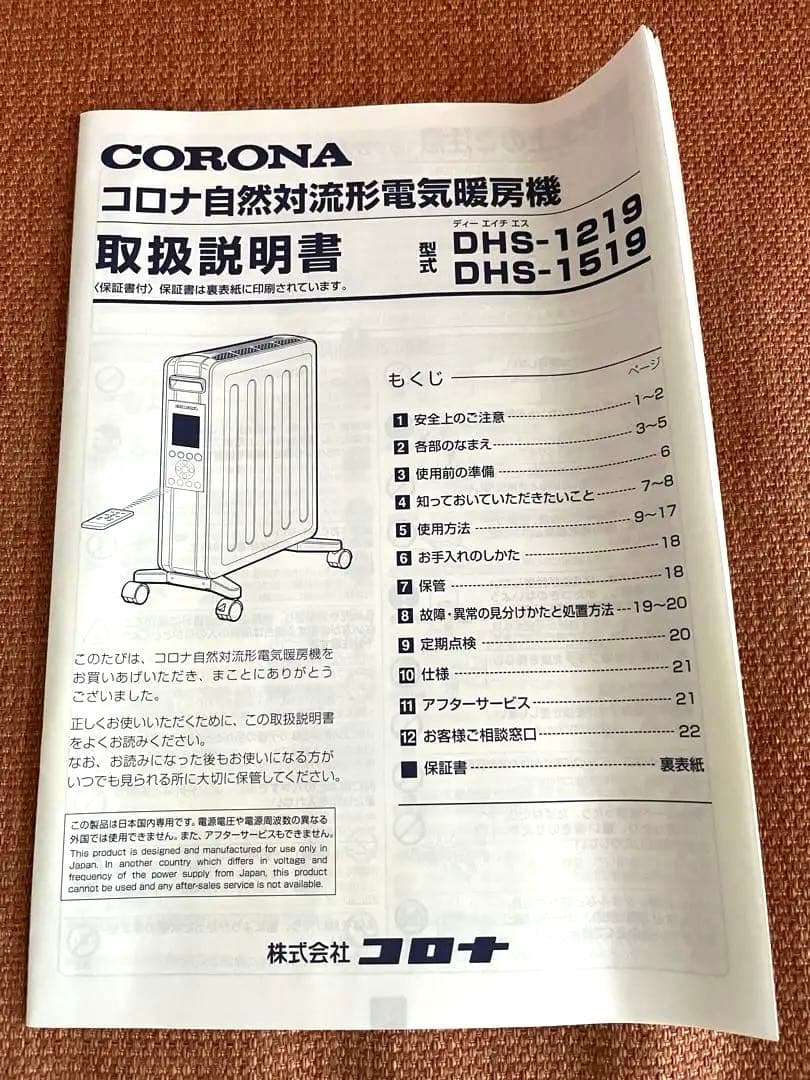 CORONA
コロナ自然対流形電気暖房機
取扱説明書
〈保証書付〉保証書は裏表紙に印刷されています。
型式
ディー エイチ エス
DHS-1219
DHS-1519
もくじ
ページ
1 安全上のご注意 1～2
2 各部のなまえ 3～5
3 使用前の準備 6
4 知っておいていただきたいこと 7～8
5 使用方法 9～17
6 お手入れのしかた 18
7 保管 18
8 故障・異常の見分けかたと処置方法 19～20
9 定期点検 20
10 仕様 21
11 アフターサービス 21
12 お客様ご相談窓口 22
■ 保証書 裏表紙
このたびは、コロナ自然対流形電気暖房機を
お買いあげいただき、まことにありがとう
ございました。
正しくお使いいただくために、この取扱説明書
をよくお読みください。
なお、お読みになった後もお使いになる方が
いつでも見られる所に大切に保管してください。
この製品は日本国内専用です。電源電圧や電源周波数の異なる
外国では使用できません。また、アフターサービスもできません。
This product is designed and manufactured for use only in
Japan. In another country which differs in voltage and
frequency of the power supply from Japan, this product
cannot be used and any after-sales service is not available.
株式会社 コロナ